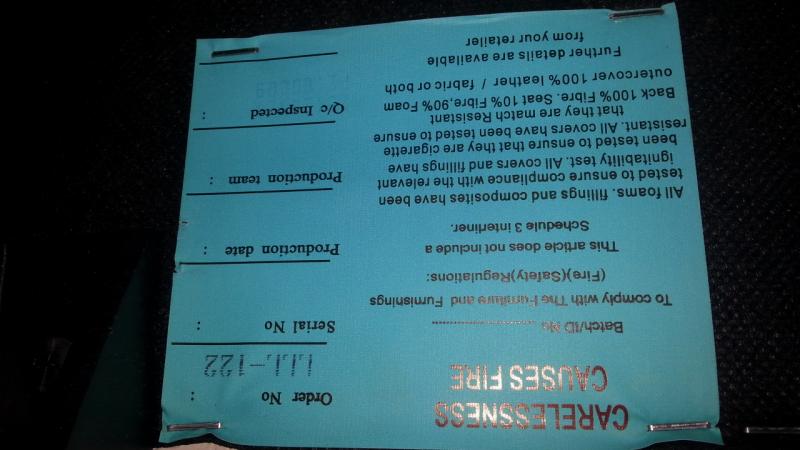 CARELESSNESS
CAUSES FIRE
Batch/ID No ........................
To comply with The Furniture and Furnishings
(Fire)(Safety)Regulations:
This article does not include a
Schedule 3 interliner.
All foams. fillings and composites have been
tested to ensure compliance with the relevant
ignitability test. All covers and fillings have
been tested to ensure that they are cigarette
resistant. All covers have been tested to ensure
that they are match Resistant
Back 100% Fibre. Seat 10% Fibre,90% Foam
outercover 100% leather / fabric or both
Further details are available
from your retailer
Order No :
Serial No :
Production date :
Production team :
Q/c Inspected :